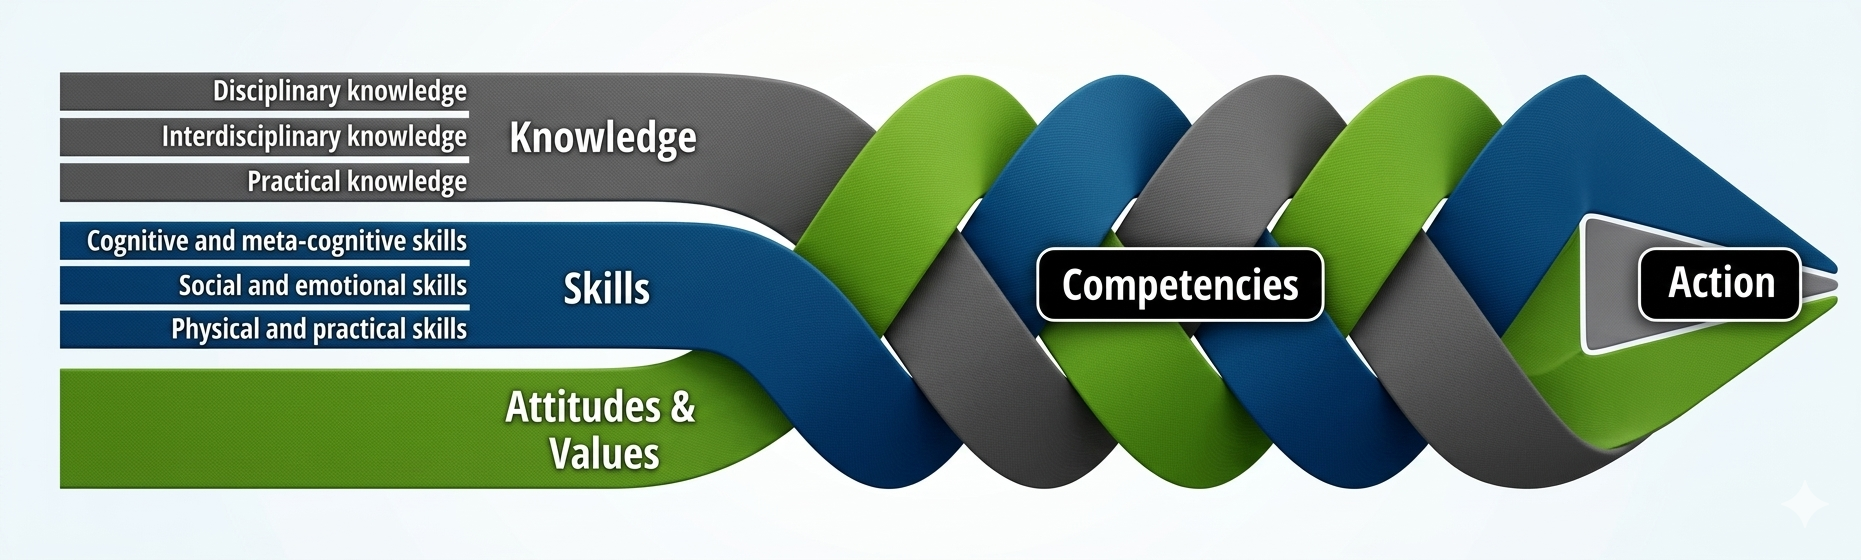 Disciplinary knowledge
Interdisciplinary knowledge
Practical knowledge
Knowledge
Cognitive and meta-cognitive skills
Social and emotional skills
Physical and practical skills
Skills
Attitudes &
Values
Competencies
Action